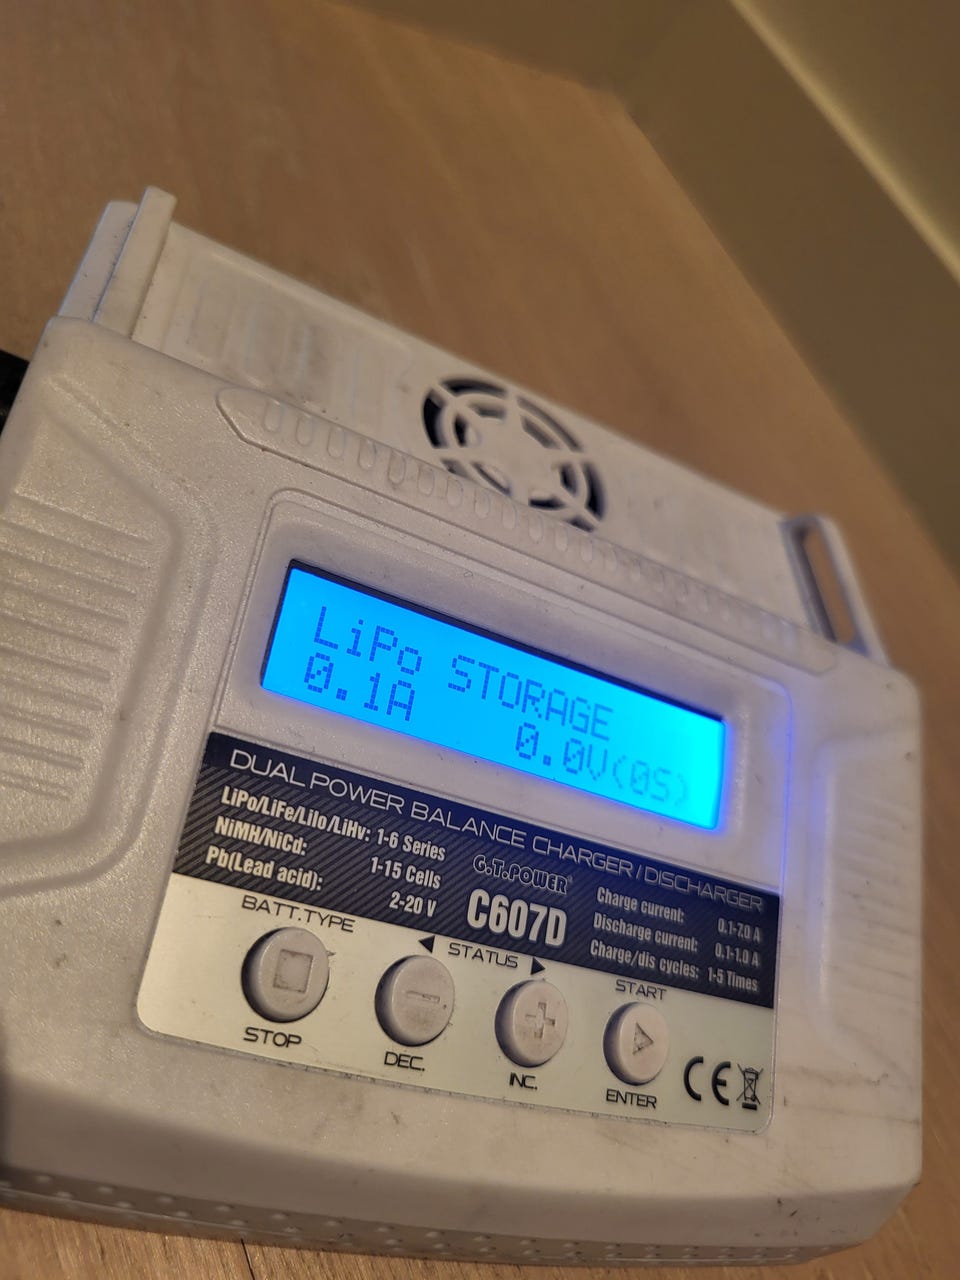 LiPo STORAGE
0.1A 0.0V(0S)
DUAL POWER BALANCE CHARGER/DISCHARGER
LiPo/LiFe/LiIo/LiHv: 1-6 Series
NiMH/NiCd: 1-15 Cells
Pb(Lead acid): 2-20 V
G.T.POWER®
C607D
Charge current: 0.1-7.0 A
Discharge current: 0.1-1.0 A
Charge/dis cycles: 1-5 Times
BATT.TYPE
STOP
◀ STATUS ▶
DEC.
INC.
START
ENTER
CE